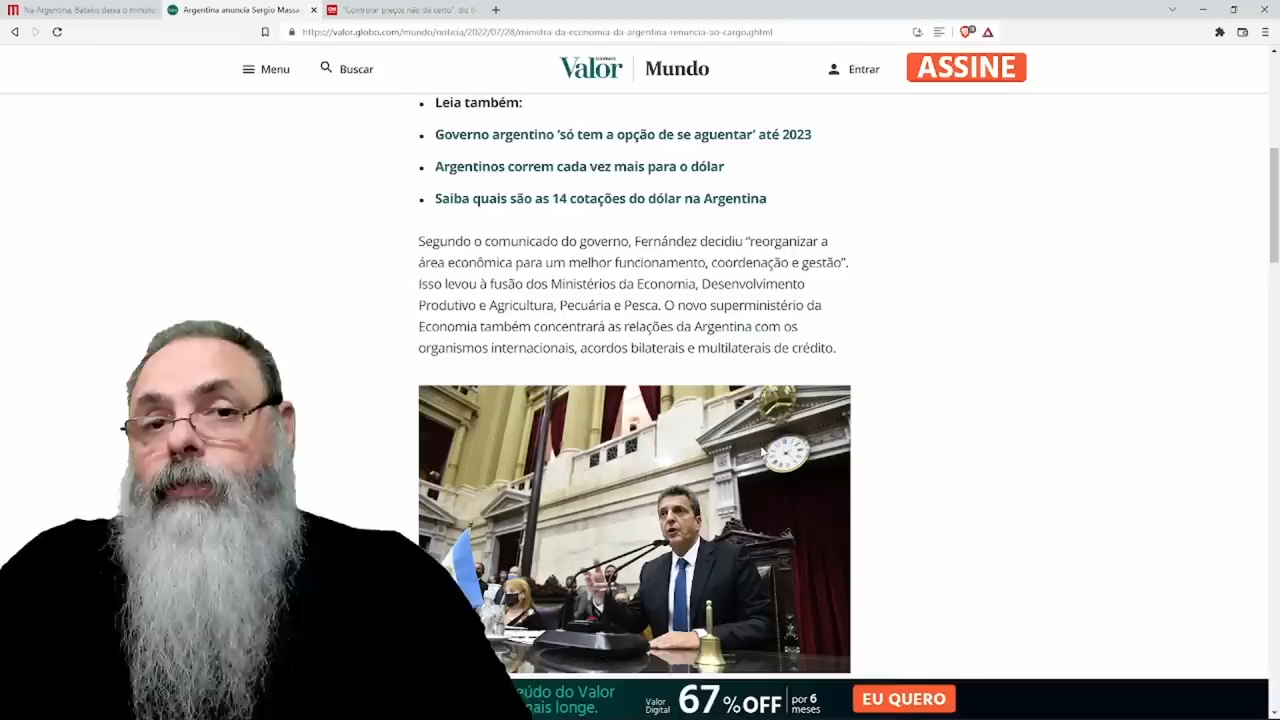 Na Argentina, Batakis deixa o ministe
Argentina anuncia Sergio Massa
"Controlar preços não dá certo", diz
https://valor.globo.com/mundo/noticia/2022/07/28/ministra-da-economia-da-argentina-renuncia-ao-cargo.ghtml
Menu
Buscar
Valor
ECONÔMICO
Mundo
Entrar
ASSINE
Leia também:
Governo argentino ‘só tem a opção de se aguentar’ até 2023
Argentinos correm cada vez mais para o dólar
Saiba quais são as 14 cotações do dólar na Argentina
Segundo o comunicado do governo, Fernández decidiu “reorganizar a
área econômica para um melhor funcionamento, coordenação e gestão”.
Isso levou à fusão dos Ministérios da Economia, Desenvolvimento
Produtivo e Agricultura, Pecuária e Pesca. O novo superministério da
Economia também concentrará as relações da Argentina com os
organismos internacionais, acordos bilaterais e multilaterais de crédito.
eúdo do Valor
ais longe.
Valor
Digital
67%OFF
por 6
meses
EU QUERO